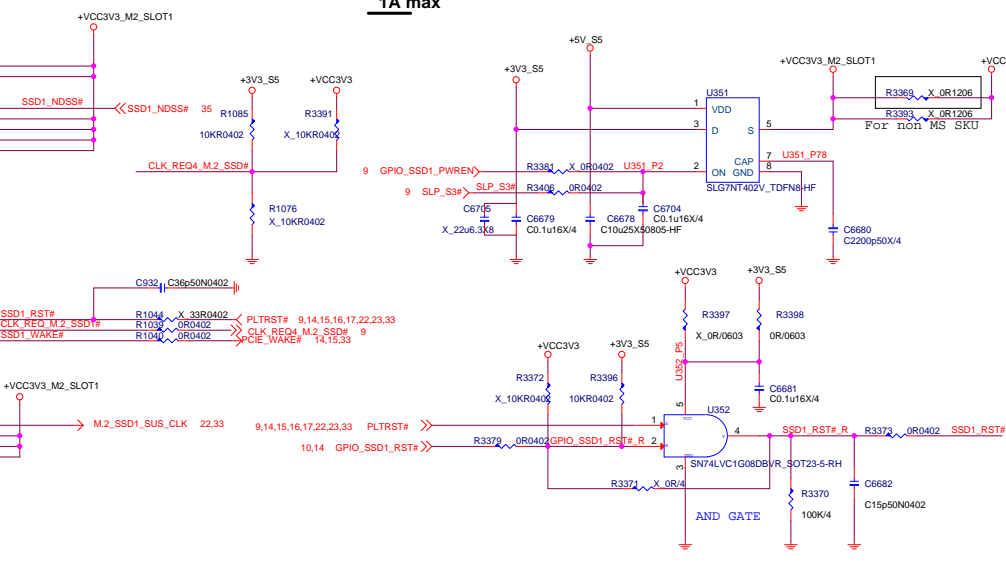 1A max
+VCC3V3_M2_SLOT1
SSD1_NDSS#
SSD1_NDSS# 35
+3V3_S5
+VCC3V3
R1085
10KR0402
R3391
X_10KR0402
CLK_REQ4_M.2_SSD#
R1076
X_10KR0402
+5V_S5
+3V3_S5
9 GPIO_SSD1_PWREN
R3381 X_0R0402
U351_P2
9 SLP_S3#
SLP_S3#
R3406 0R0402
C6705
X_22u6.3X8
C6679
C0.1u16X/4
C6678
C10u25X50805-HF
C6704
C0.1u16X/4
U351
1
VDD
3
D
2
ON
S
5
CAP
7
GND
8
SLG7NT402V_TDFN8-HF
U351_P78
C6680
C2200p50X/4
+VCC3V3_M2_SLOT1
+VCC
R3369 X_0R1206
R3393 X_0R1206
For non MS SKU
C932 C36p50N0402
SSD1_RST#
R1044 X_33R0402
PLTRST# 9,14,15,16,17,22,23,33
CLK_REQ_M.2_SSD1#
R1039 0R0402
CLK_REQ4_M.2_SSD# 9
SSD1_WAKE#
R1040 0R0402
PCIE_WAKE# 14,15,33
+VCC3V3_M2_SLOT1
M.2_SSD1_SUS_CLK 22,33
+VCC3V3
+3V3_S5
R3372
X_10KR0402
R3396
10KR0402
9,14,15,16,17,22,23,33 PLTRST#
10,14 GPIO_SSD1_RST#
R3379 0R0402
GPIO_SSD1_RST#_R
R3371 X_0R/4
+VCC3V3
+3V3_S5
R3397
X_0R/0603
R3398
0R/0603
U352_P5
C6681
C0.1u16X/4
U352
5
1
2
3
4
SN74LVC1G08DBVR_SOT23-5-RH
AND GATE
SSD1_RST#_R
R3373 0R0402
SSD1_RST#
R3370
100K/4
C6682
C15p50N0402